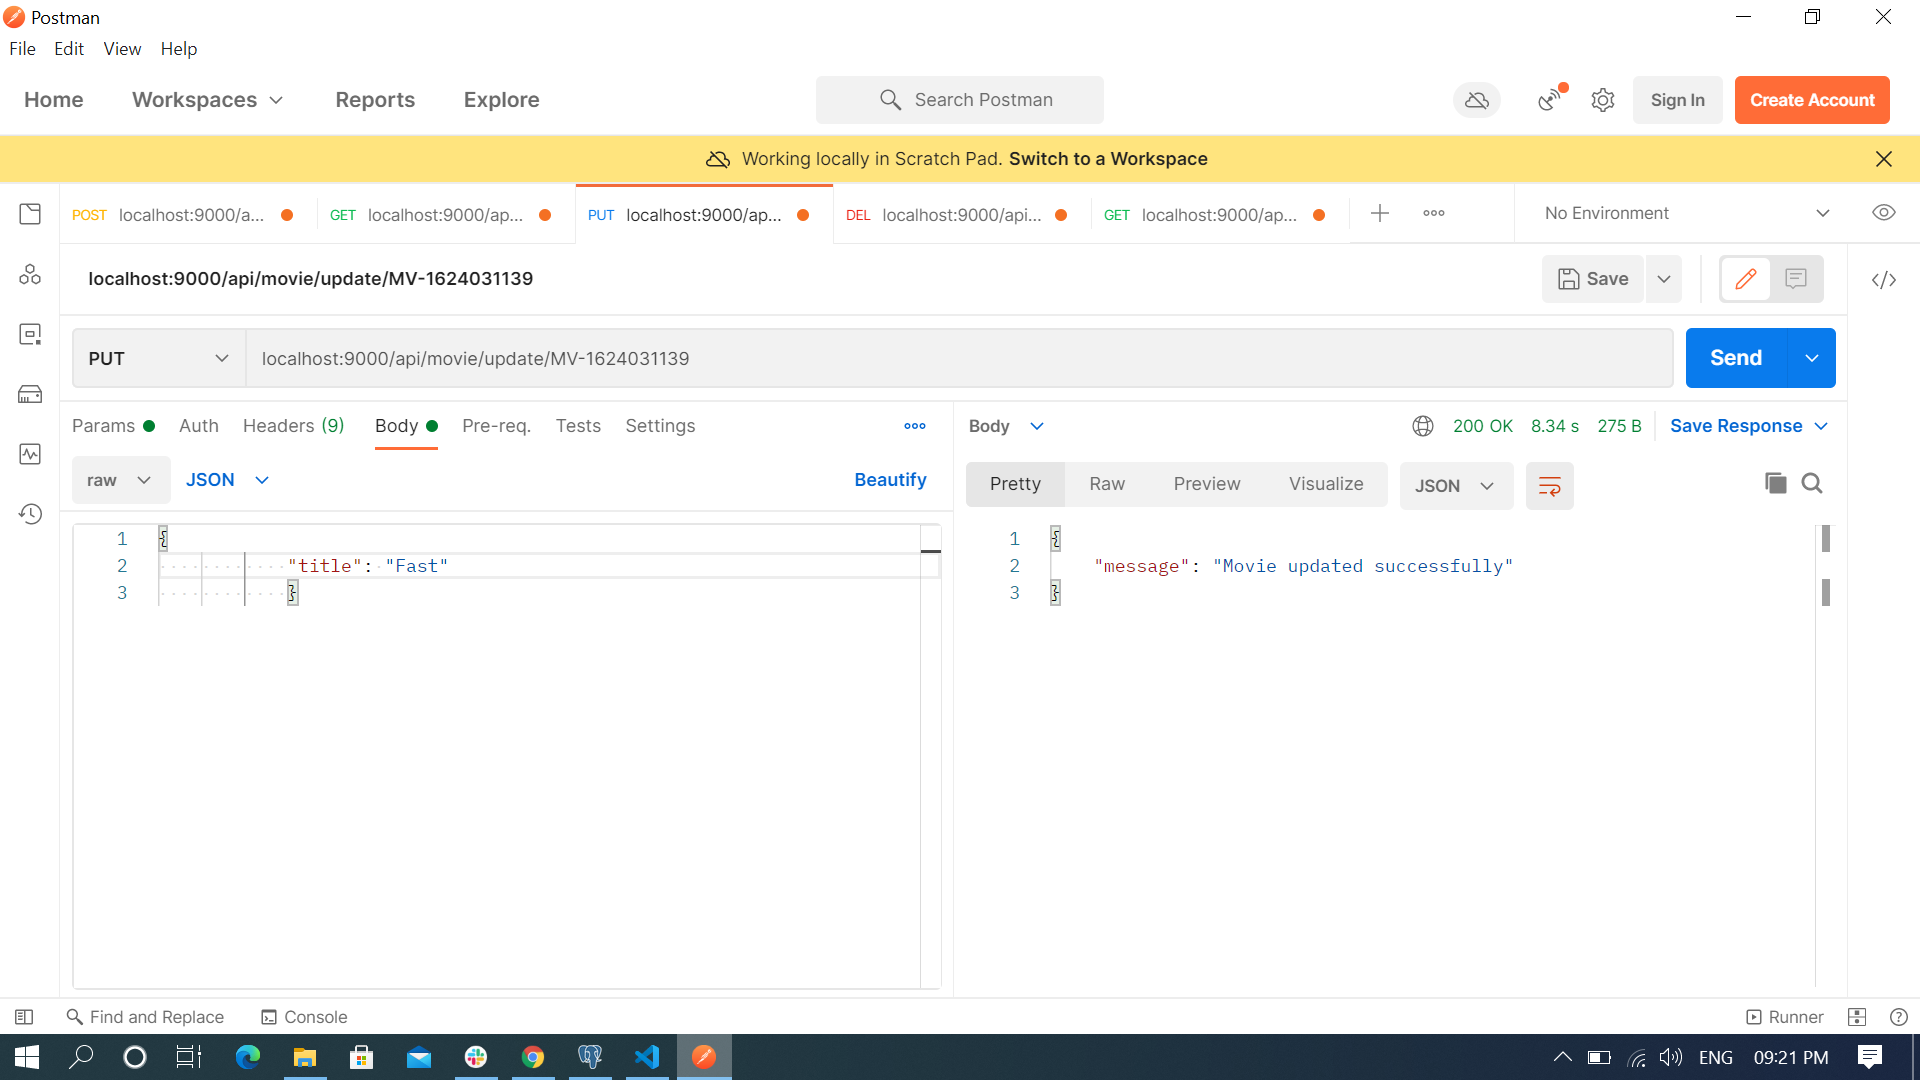 Postman
File Edit View Help
Home Workspaces Reports Explore Search Postman Sign In Create Account
Working locally in Scratch Pad. Switch to a Workspace
POST localhost:9000/a... GET localhost:9000/ap... PUT localhost:9000/ap... DEL localhost:9000/api... GET localhost:9000/ap... No Environment
localhost:9000/api/movie/update/MV-1624031139 Save
PUT localhost:9000/api/movie/update/MV-1624031139 Send
Params Auth Headers (9) Body Pre-req. Tests Settings
raw JSON Beautify
1 {
2 "title": "Fast"
3 }
Body 200 OK 8.34 s 275 B Save Response
Pretty Raw Preview Visualize JSON
1 {
2 "message": "Movie updated successfully"
3 }
Find and Replace Console Runner
ENG 09:21 PM